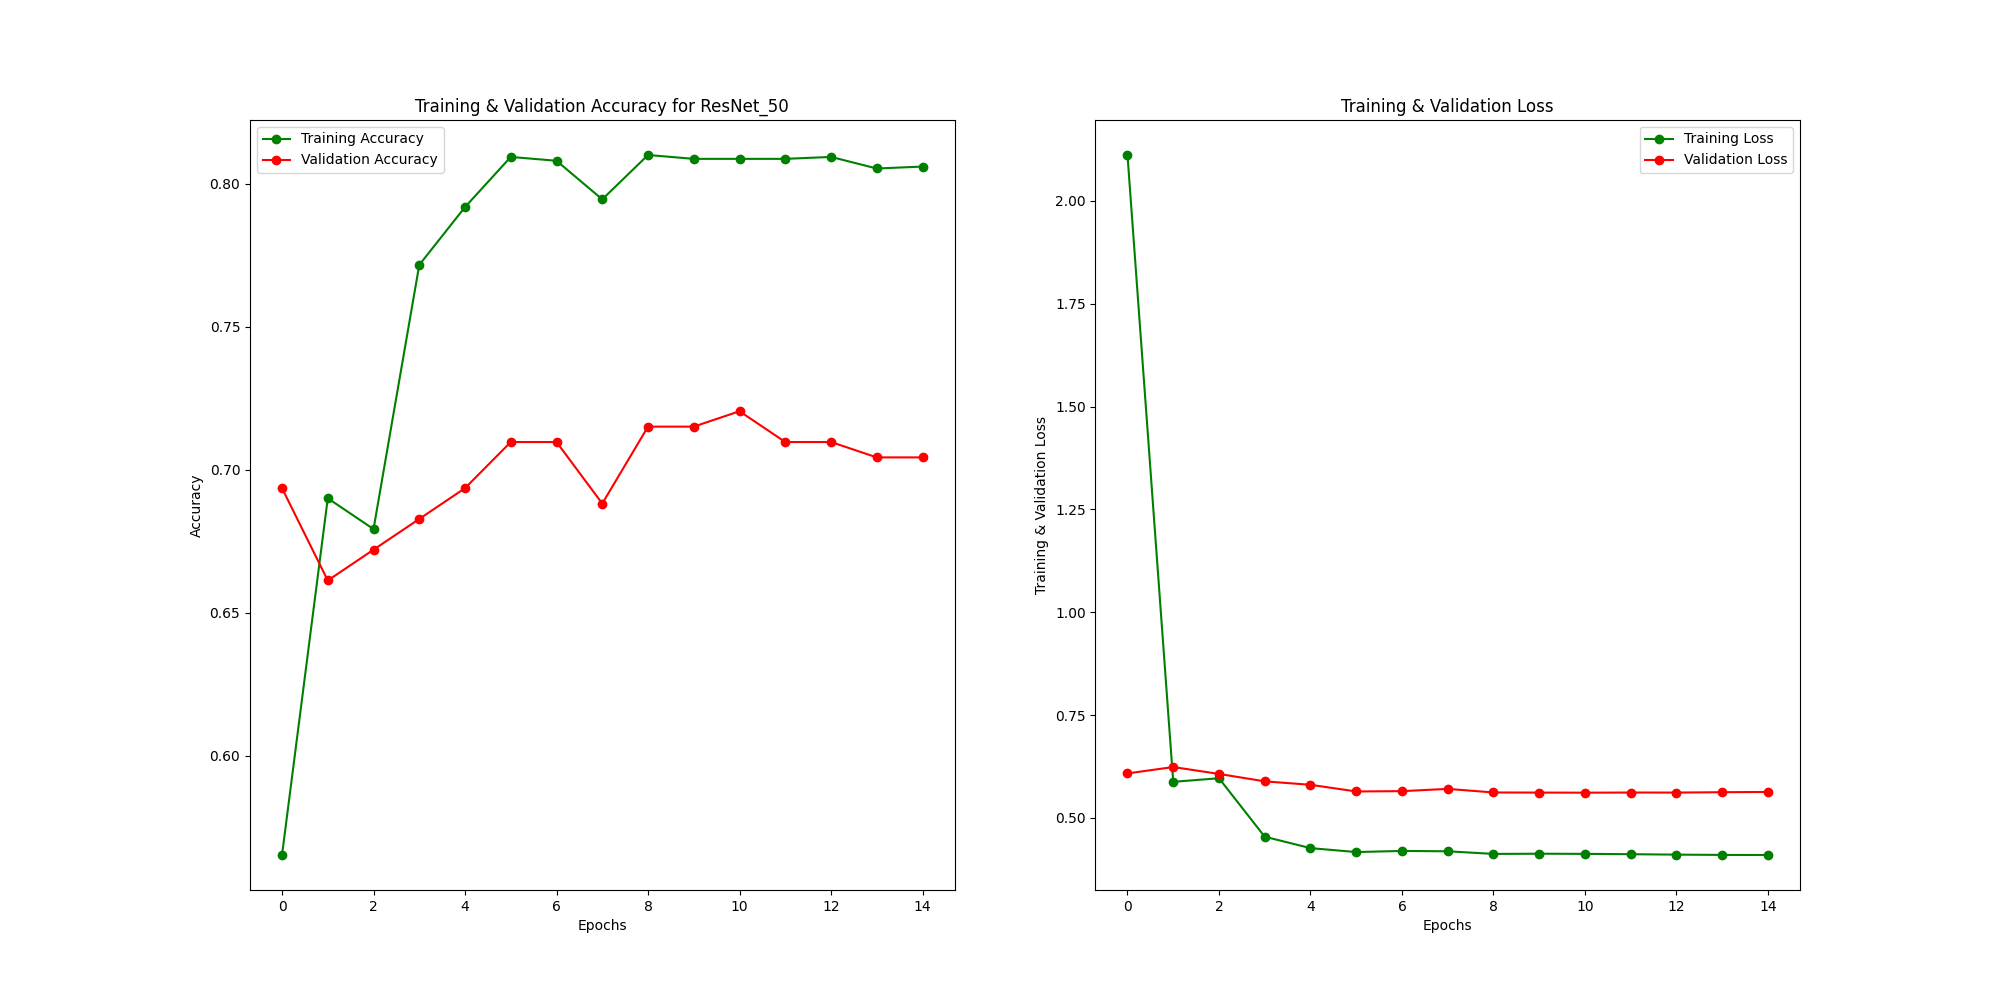 Training & Validation Accuracy for ResNet_50
Training Accuracy
Validation Accuracy
0.80
0.75
0.70
0.65
0.60
Accuracy
0 2 4 6 8 10 12 14
Epochs
Training & Validation Loss
Training Loss
Validation Loss
2.00
1.75
1.50
1.25
1.00
0.75
0.50
Training & Validation Loss
0 2 4 6 8 10 12 14
Epochs